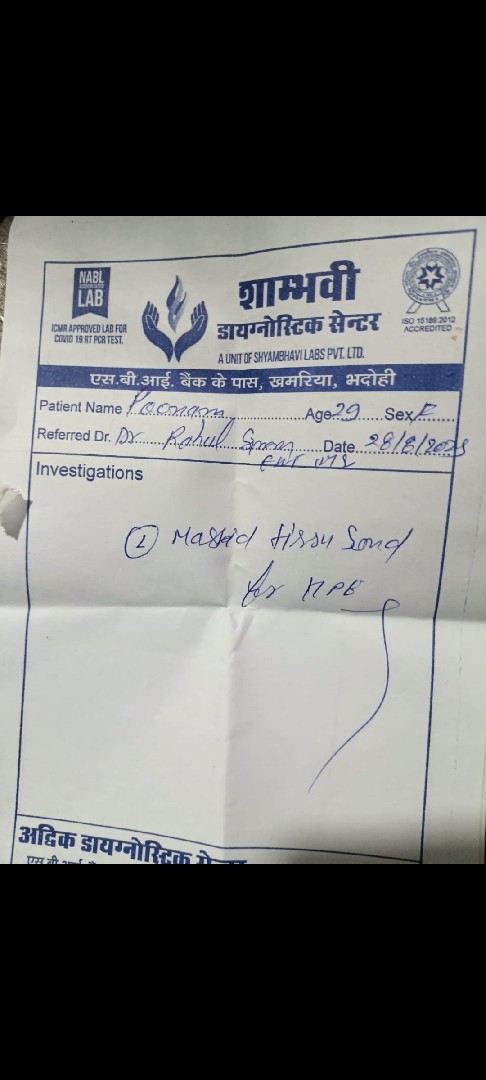 NABL
LAB
ICMR APPROVED LAB FOR
COVID 19 RT PCR TEST.
शाम्भवी
डायग्नोस्टिक सेन्टर
A UNIT OF SHYAMBHAVI LABS PVT. LTD.
ISO 15189:2012
ACCREDITED
एस.बी.आई. बैंक के पास, खमरिया, भदोही
Patient Name Poonam Age 29 Sex F
Referred Dr. Dr. Rahul Date 28/8/2025
ENT MS
Investigations
① Mastoid tissu Send
for HPE
अद्विक डायग्नोस्टिक